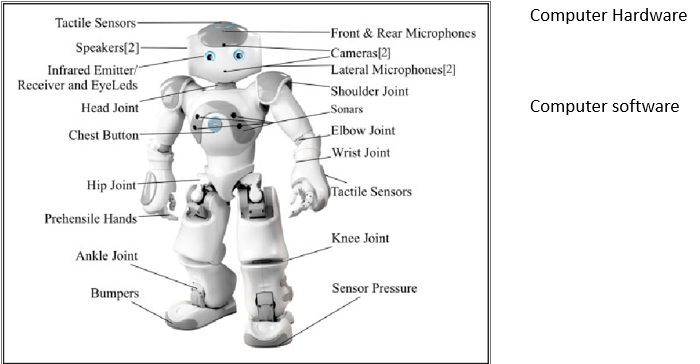 Tactile Sensors
Speakers[2]
Infrared Emitter/
Receiver and EyeLeds
Head Joint
Chest Button
Hip Joint
Prehensile Hands
Ankle Joint
Bumpers
Front & Rear Microphones
Cameras[2]
Lateral Microphones[2]
Shoulder Joint
Sonars
Elbow Joint
Wrist Joint
Tactile Sensors
Knee Joint
Sensor Pressure
Computer Hardware
Computer software